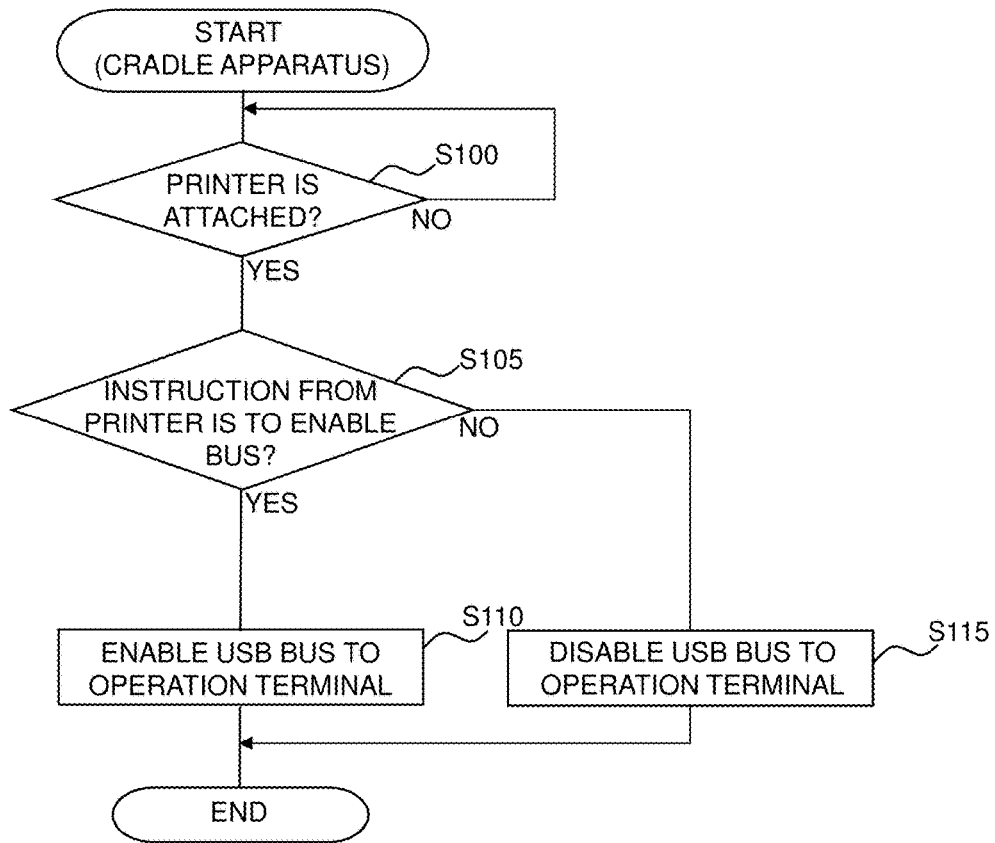 START
(CRADLE APPARATUS)
S100
PRINTER IS
ATTACHED?
NO
YES
S105
INSTRUCTION FROM
PRINTER IS TO ENABLE
BUS?
NO
YES
S110
ENABLE USB BUS TO
OPERATION TERMINAL
S115
DISABLE USB BUS TO
OPERATION TERMINAL
END